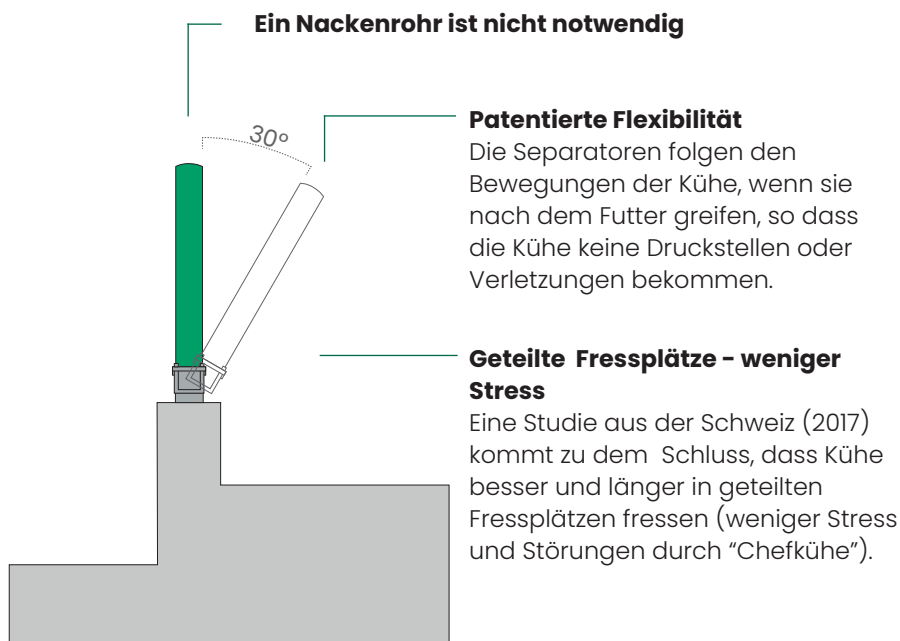 Ein Nackenrohr ist nicht notwendig
30°
Patentierte Flexibilität
Die Separatoren folgen den
Bewegungen der Kühe, wenn sie
nach dem Futter greifen, so dass
die Kühe keine Druckstellen oder
Verletzungen bekommen.
Geteilte  Fressplätze - weniger
Stress
Eine Studie aus der Schweiz (2017)
kommt zu dem  Schluss, dass Kühe
besser und länger in geteilten
Fressplätzen fressen (weniger Stress
und Störungen durch “Chefkühe”).